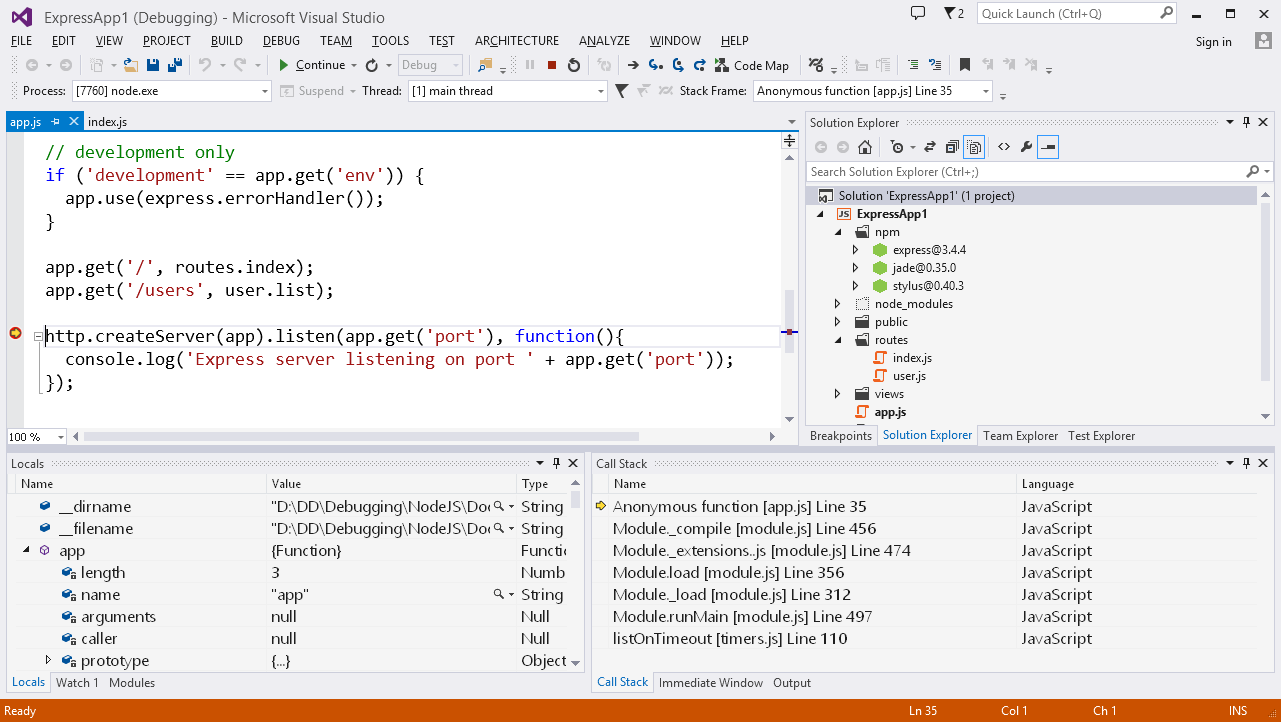 ExpressApp1 (Debugging) - Microsoft Visual Studio
2
Quick Launch (Ctrl+Q)
FILE EDIT VIEW PROJECT BUILD DEBUG TEAM TOOLS TEST ARCHITECTURE ANALYZE WINDOW HELP
Sign in
Continue Debug Code Map
Process: [7760] node.exe Suspend Thread: [1] main thread Stack Frame: Anonymous function [app.js] Line 35
app.js index.js
// development only
if ('development' == app.get('env')) {
app.use(express.errorHandler());
}
app.get('/', routes.index);
app.get('/users', user.list);
http.createServer(app).listen(app.get('port'), function(){
console.log('Express server listening on port ' + app.get('port'));
});
100 %
Solution Explorer
Search Solution Explorer (Ctrl+;)
Solution 'ExpressApp1' (1 project)
JS ExpressApp1
npm
express@3.4.4
jade@0.35.0
stylus@0.40.3
node_modules
public
routes
index.js
user.js
views
app.js
Breakpoints Solution Explorer Team Explorer Test Explorer
Locals
Name Value Type
__dirname "D:\DD\Debugging\NodeJS\Doc String
__filename "D:\DD\Debugging\NodeJS\Doc String
app {Function} Functic
length 3 Numb
name "app" String
arguments null Null
caller null Null
prototype {...} Object
Locals Watch 1 Modules
Call Stack
Name Language
Anonymous function [app.js] Line 35 JavaScript
Module._compile [module.js] Line 456 JavaScript
Module._extensions..js [module.js] Line 474 JavaScript
Module.load [module.js] Line 356 JavaScript
Module._load [module.js] Line 312 JavaScript
Module.runMain [module.js] Line 497 JavaScript
listOnTimeout [timers.js] Line 110 JavaScript
Call Stack Immediate Window Output
Ready Ln 35 Col 1 Ch 1 INS